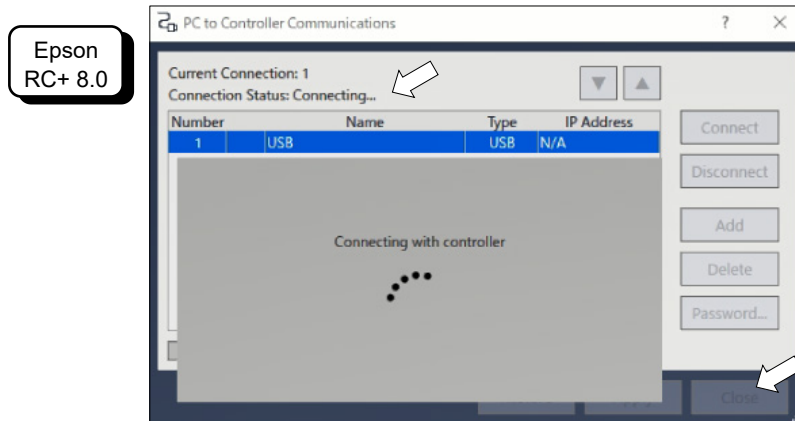 Epson
RC+ 8.0
PC to Controller Communications
Current Connection: 1
Connection Status: Connecting...
Number Name Type IP Address
1 USB USB N/A
Connecting with controller
Connect
Disconnect
Add
Delete
Password...
Close